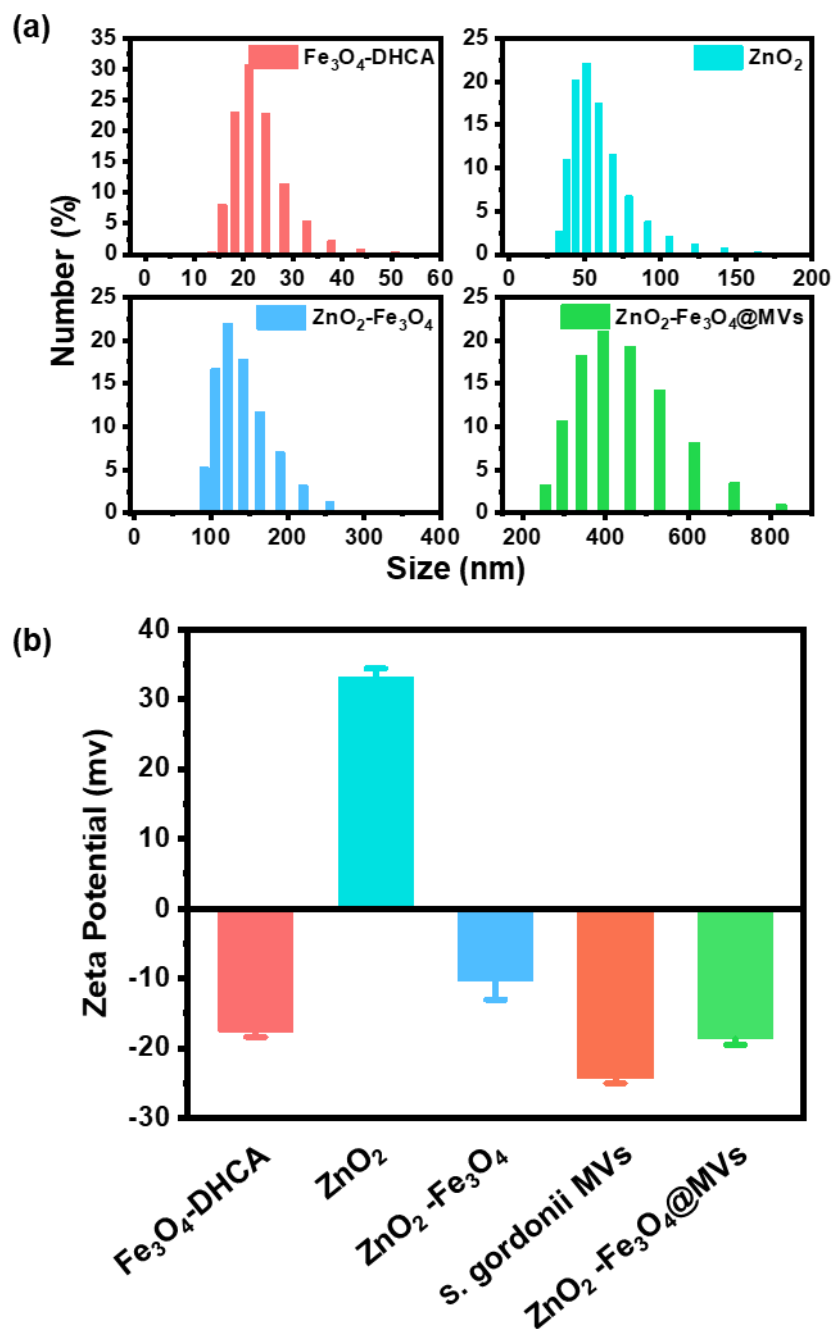 (a)
Number (%)
35
30
25
20
15
10
5
0
Fe₃O₄-DHCA
0 10 20 30 40 50 60
25
20
15
10
5
0
ZnO₂
0 50 100 150 200
25
20
15
10
5
0
ZnO₂-Fe₃O₄
0 100 200 300 400
25
20
15
10
5
0
ZnO₂-Fe₃O₄@MVs
200 400 600 800
Size (nm)
(b)
Zeta Potential (mv)
40
30
20
10
0
-10
-20
-30
Fe₃O₄-DHCA
ZnO₂
ZnO₂-Fe₃O₄
s. gordonii MVs
ZnO₂-Fe₃O₄@MVs